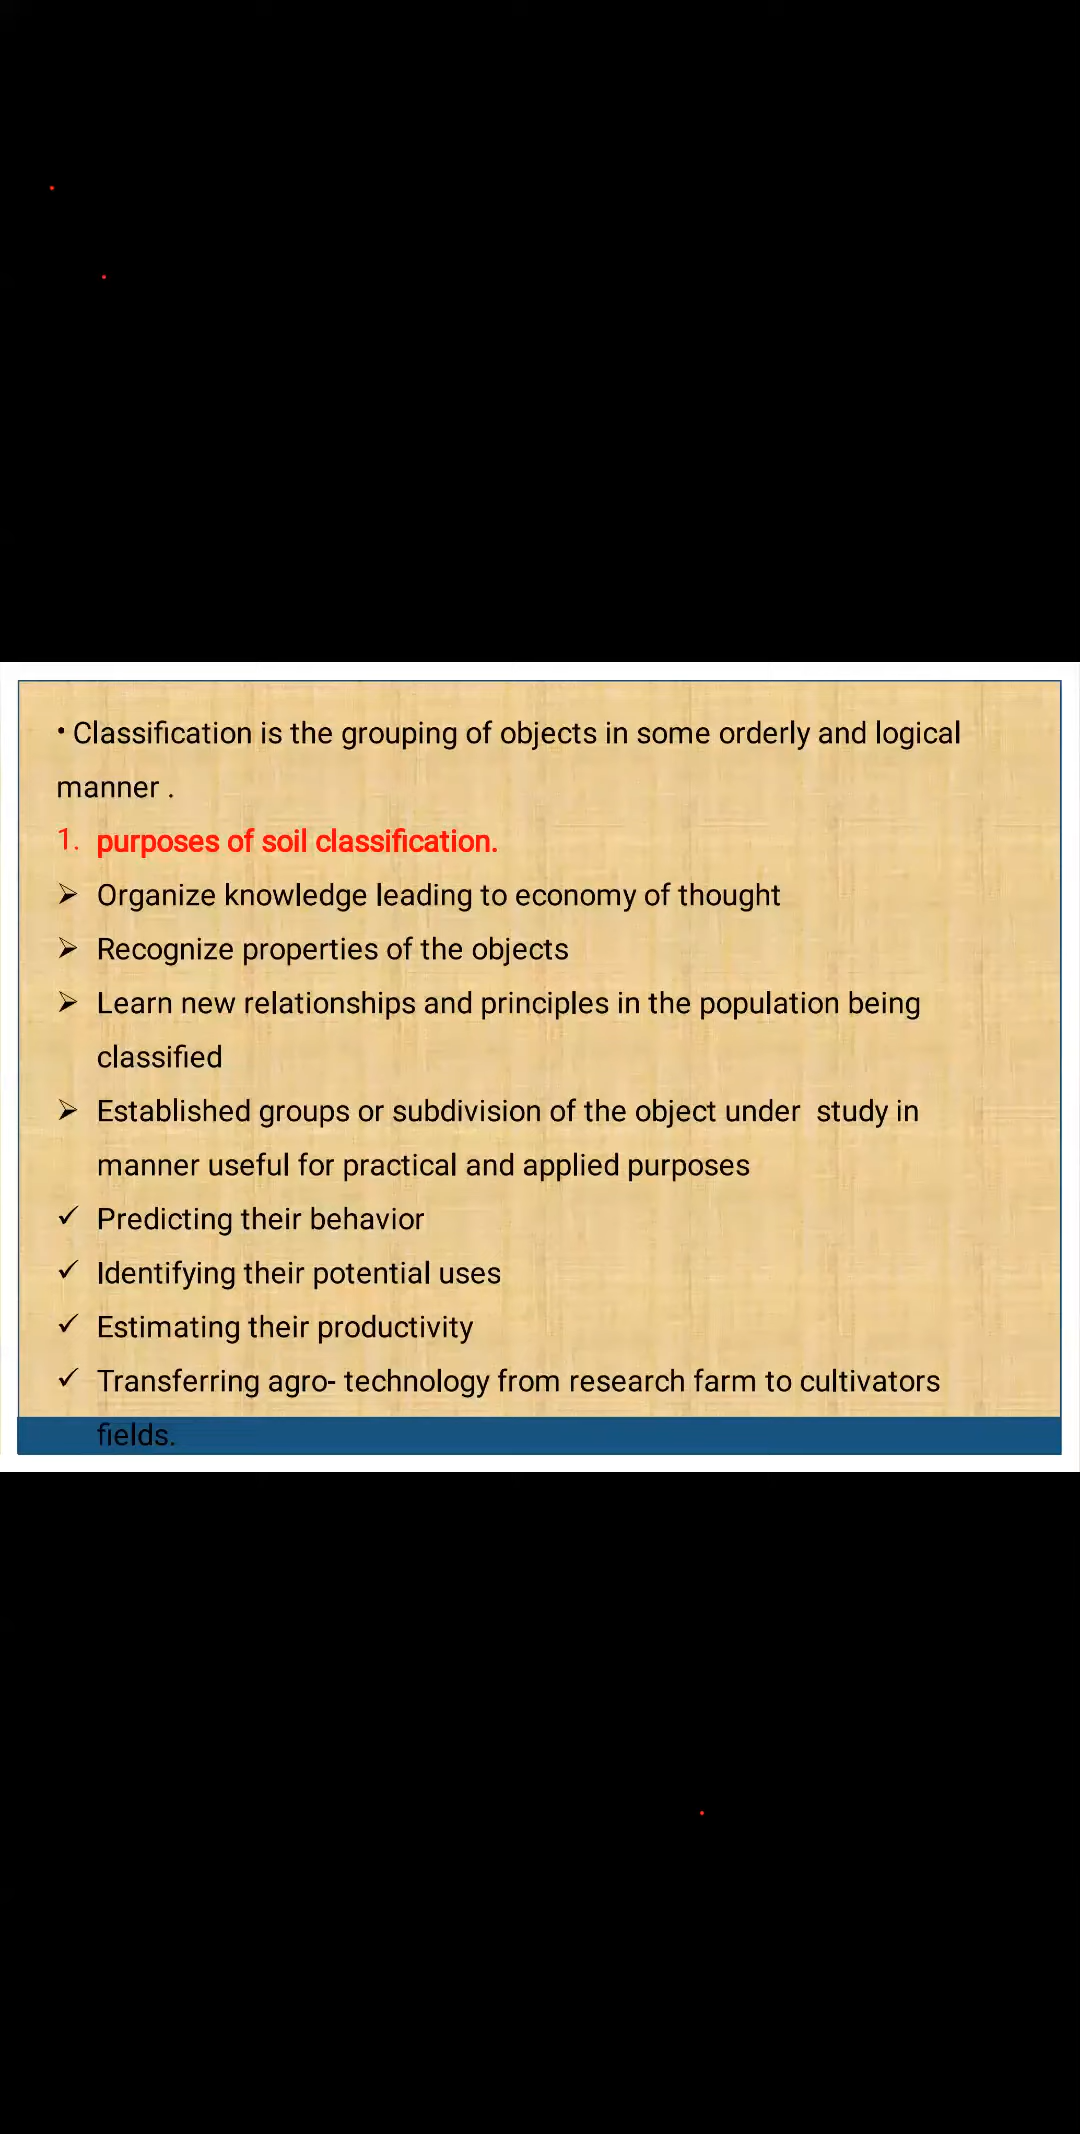 • Classification is the grouping of objects in some orderly and logical
manner .
1. purposes of soil classification.
➢ Organize knowledge leading to economy of thought
➢ Recognize properties of the objects
➢ Learn new relationships and principles in the population being
classified
➢ Established groups or subdivision of the object under  study in
manner useful for practical and applied purposes
✓ Predicting their behavior
✓ Identifying their potential uses
✓ Estimating their productivity
✓ Transferring agro- technology from research farm to cultivators
fields.